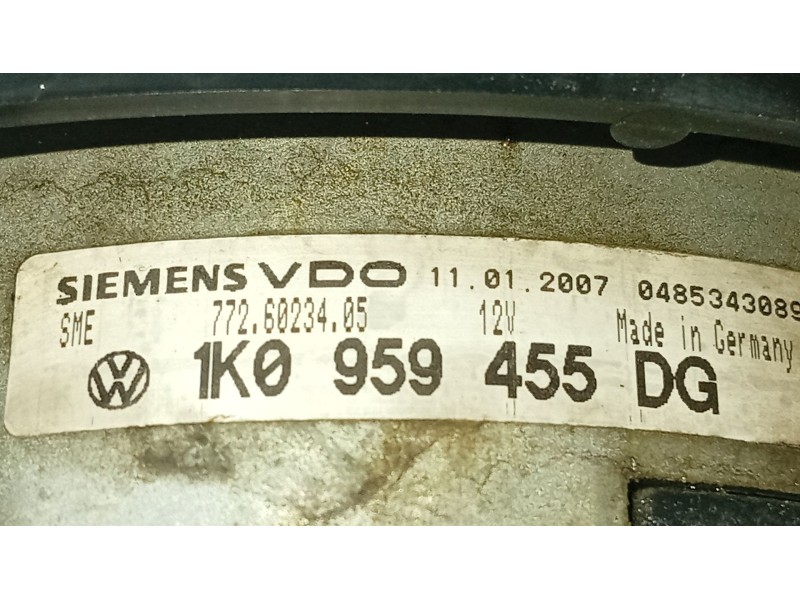 SIEMENS VDO 11.01.2007 0485343089
SME 772.60234.05 12V Made in Germany
1K0 959 455 DG